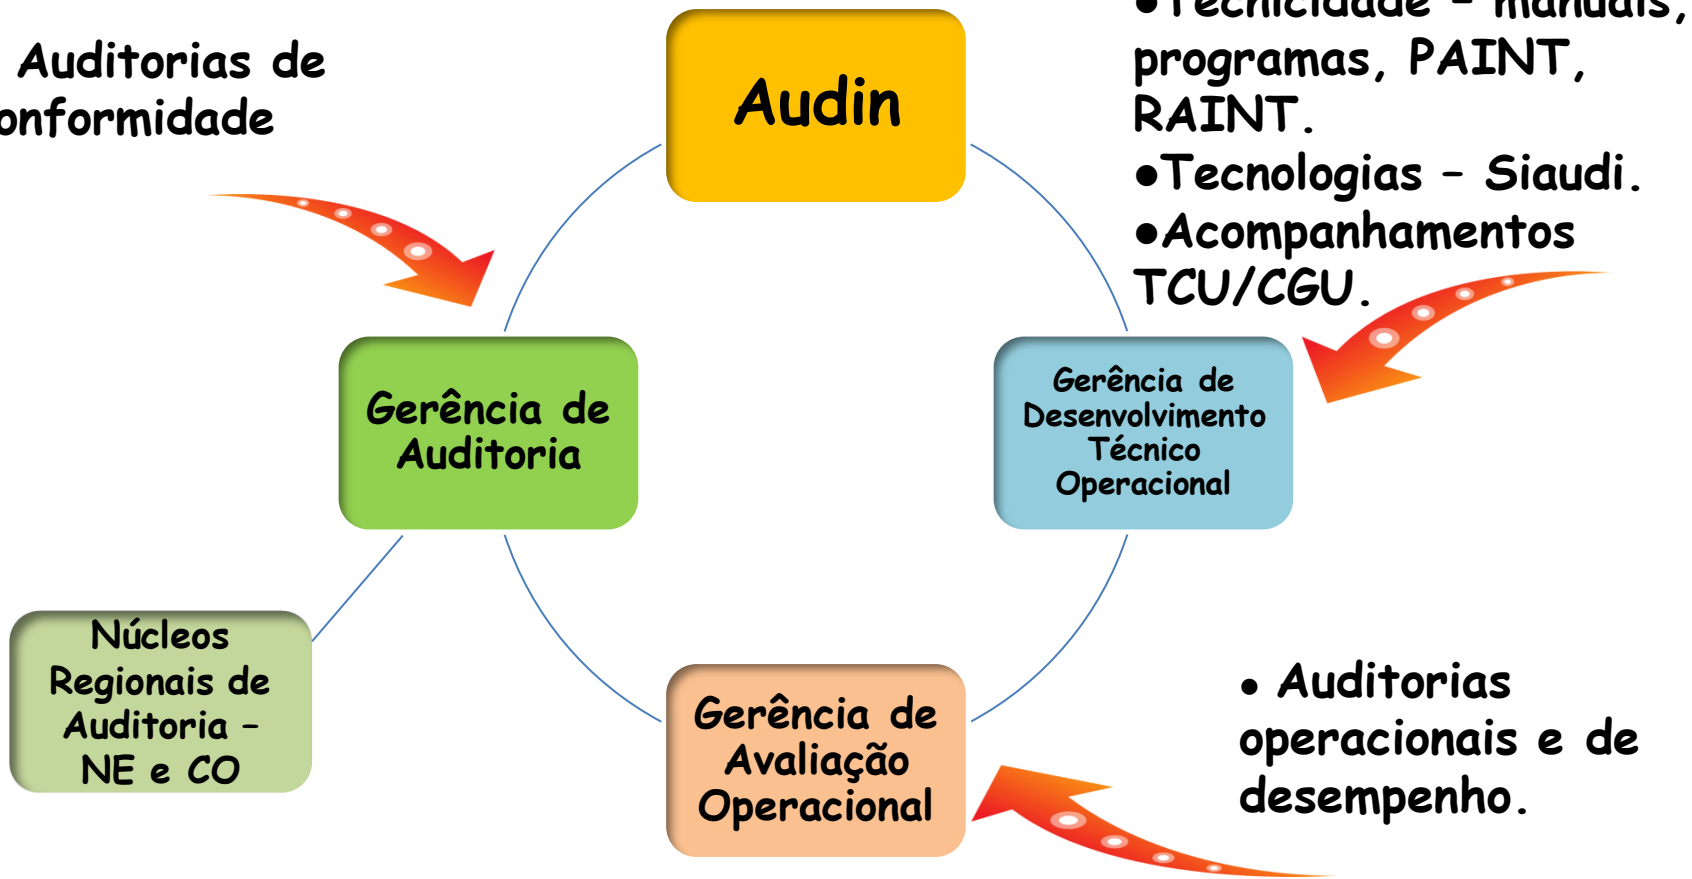 Auditorias de
onformidade
Audin
●Tecnicidade – manuais,
programas, PAINT,
RAINT.
●Tecnologias – Siaudi.
●Acompanhamentos
TCU/CGU.
Gerência de
Auditoria
Gerência de
Desenvolvimento
Técnico
Operacional
Núcleos
Regionais de
Auditoria –
NE e CO
Gerência de
Avaliação
Operacional
● Auditorias
operacionais e de
desempenho.